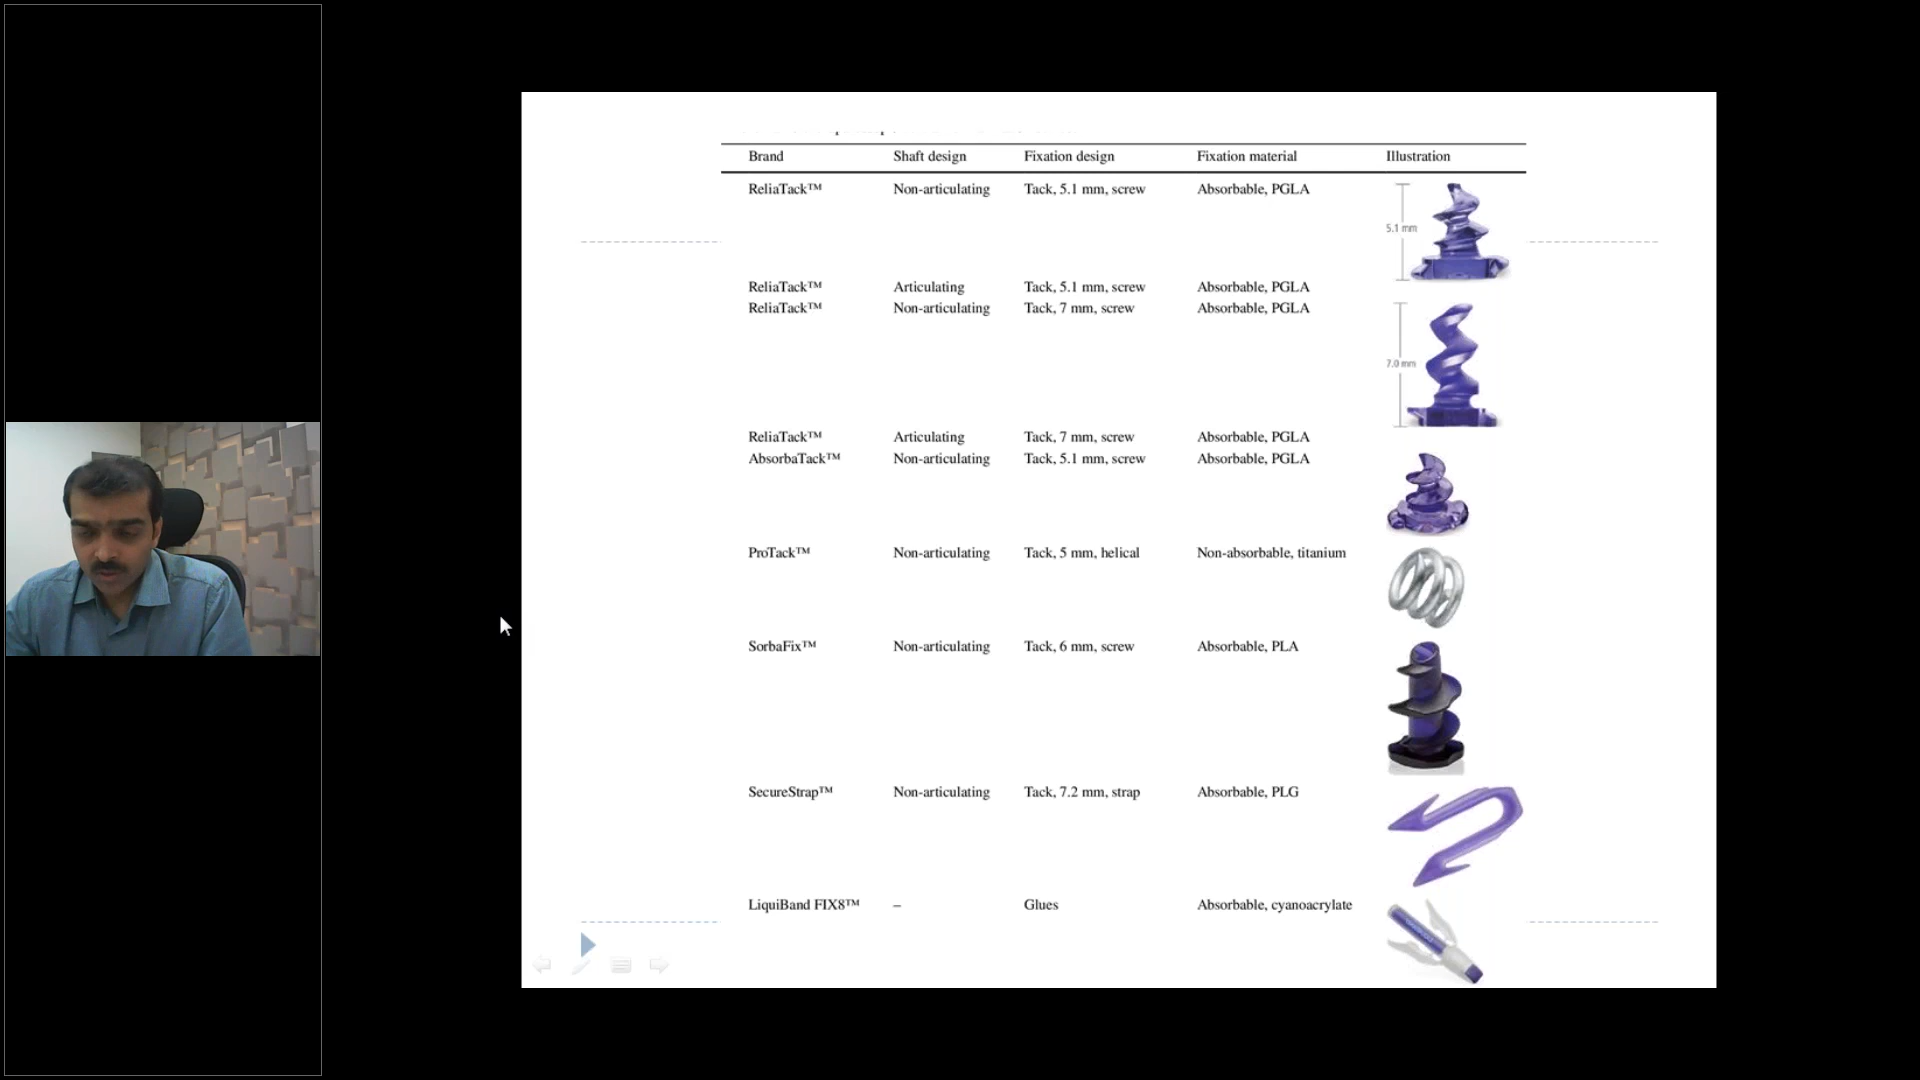 Brand Shaft design Fixation design Fixation material Illustration
ReliaTack™ Non-articulating Tack, 5.1 mm, screw Absorbable, PGLA
5.1 mm
ReliaTack™ Articulating Tack, 5.1 mm, screw Absorbable, PGLA
ReliaTack™ Non-articulating Tack, 7 mm, screw Absorbable, PGLA
7.0 mm
ReliaTack™ Articulating Tack, 7 mm, screw Absorbable, PGLA
AbsorbaTack™ Non-articulating Tack, 5.1 mm, screw Absorbable, PGLA
ProTack™ Non-articulating Tack, 5 mm, helical Non-absorbable, titanium
SorbaFix™ Non-articulating Tack, 6 mm, screw Absorbable, PLA
SecureStrap™ Non-articulating Tack, 7.2 mm, strap Absorbable, PLG
LiquiBand FIX8™ – Glues Absorbable, cyanoacrylate